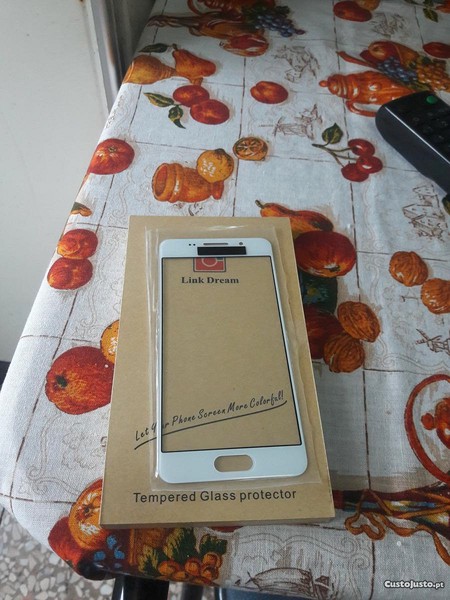 Link Dream
Let Your Phone Screen More Colorful!
Tempered Glass protector
CustoJusto.pt